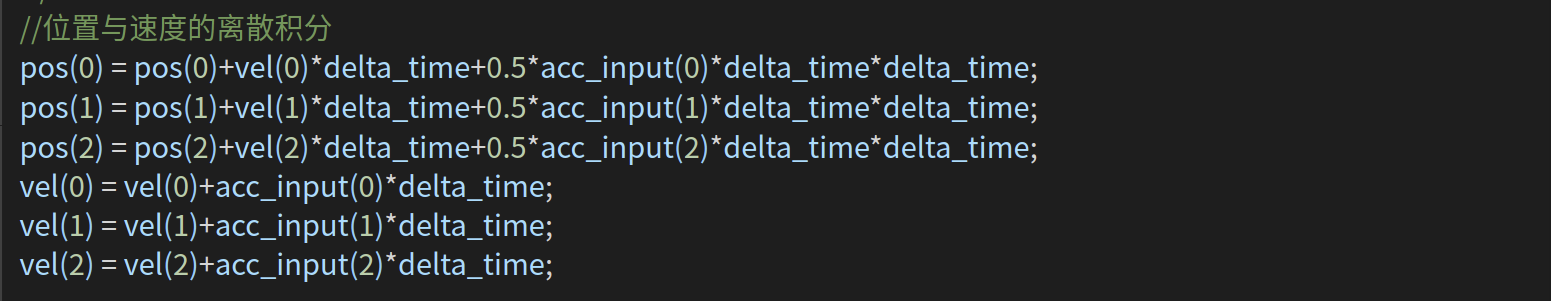 //位置与速度的离散积分
pos(0) = pos(0)+vel(0)*delta_time+0.5*acc_input(0)*delta_time*delta_time;
pos(1) = pos(1)+vel(1)*delta_time+0.5*acc_input(1)*delta_time*delta_time;
pos(2) = pos(2)+vel(2)*delta_time+0.5*acc_input(2)*delta_time*delta_time;
vel(0) = vel(0)+acc_input(0)*delta_time;
vel(1) = vel(1)+acc_input(1)*delta_time;
vel(2) = vel(2)+acc_input(2)*delta_time;